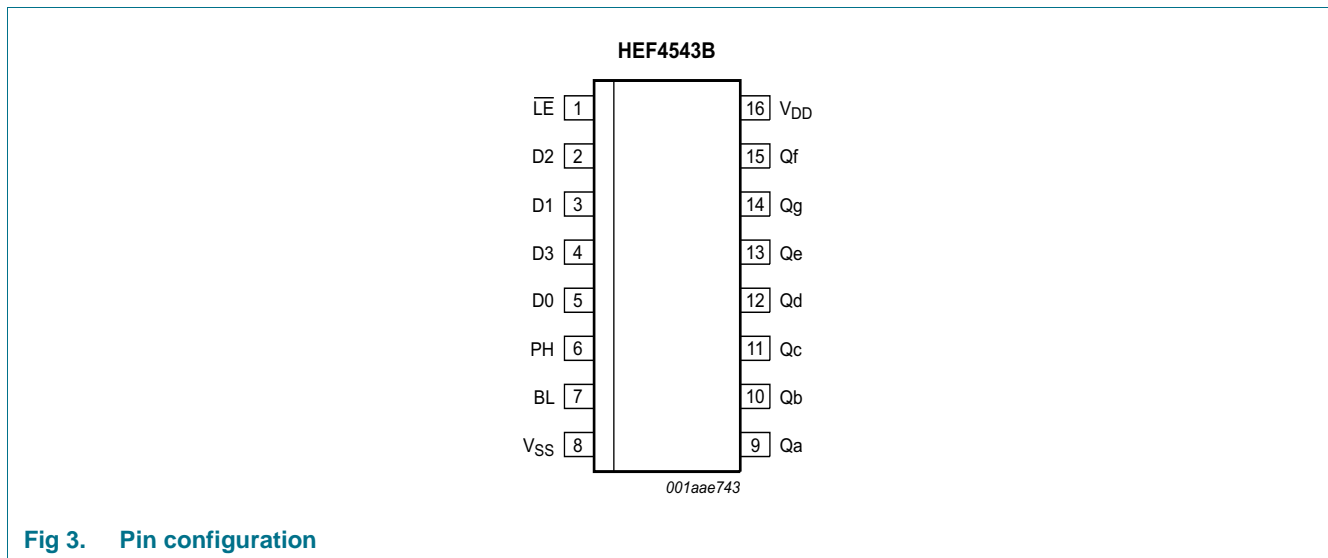 HEF4543B
L̅E̅ 1 16 VDD
D2 2 15 Qf
D1 3 14 Qg
D3 4 13 Qe
D0 5 12 Qd
PH 6 11 Qc
BL 7 10 Qb
VSS 8 9 Qa
001aae743
Fig 3. Pin configuration